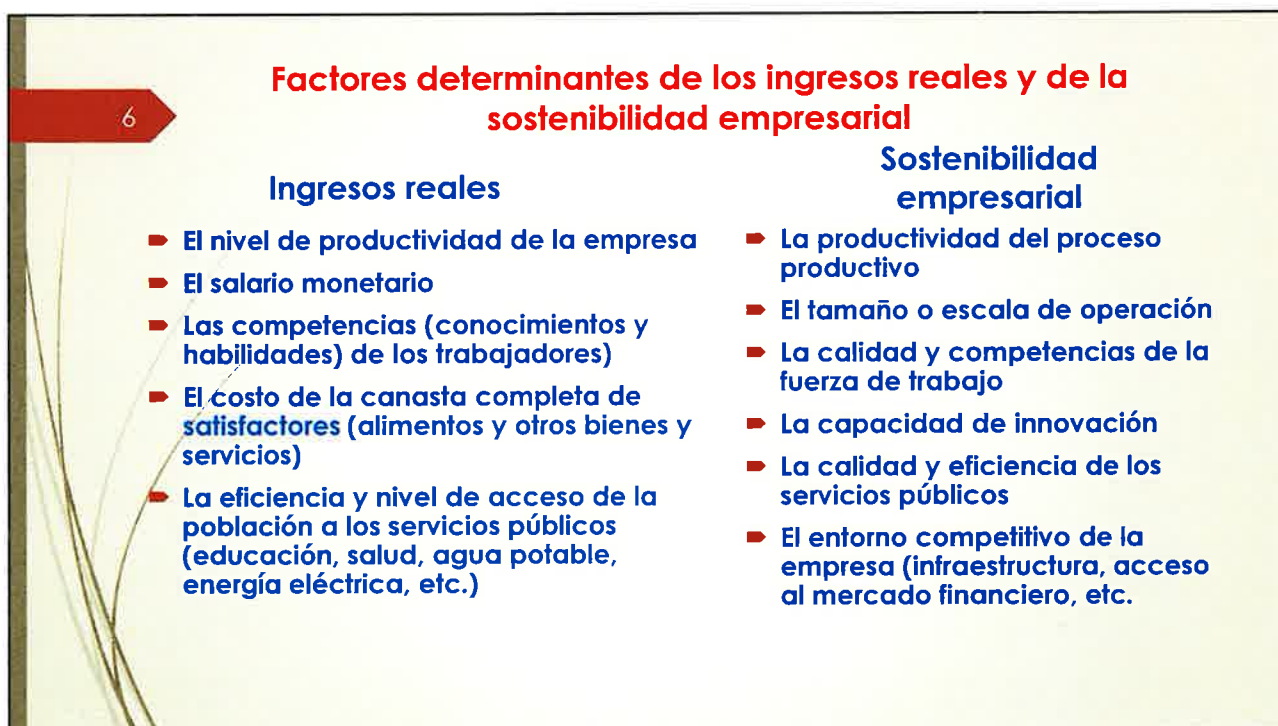 6
Factores determinantes de los ingresos reales y de la
sostenibilidad empresarial
Ingresos reales
El nivel de productividad de la empresa
El salario monetario
Las competencias (conocimientos y
habilidades) de los trabajadores)
El costo de la canasta completa de
satisfactores (alimentos y otros bienes y
servicios)
La eficiencia y nivel de acceso de la
población a los servicios públicos
(educación, salud, agua potable,
energía eléctrica, etc.)
Sostenibilidad
empresarial
La productividad del proceso
productivo
El tamaño o escala de operación
La calidad y competencias de la
fuerza de trabajo
La capacidad de innovación
La calidad y eficiencia de los
servicios públicos
El entorno competitivo de la
empresa (infraestructura, acceso
al mercado financiero, etc.